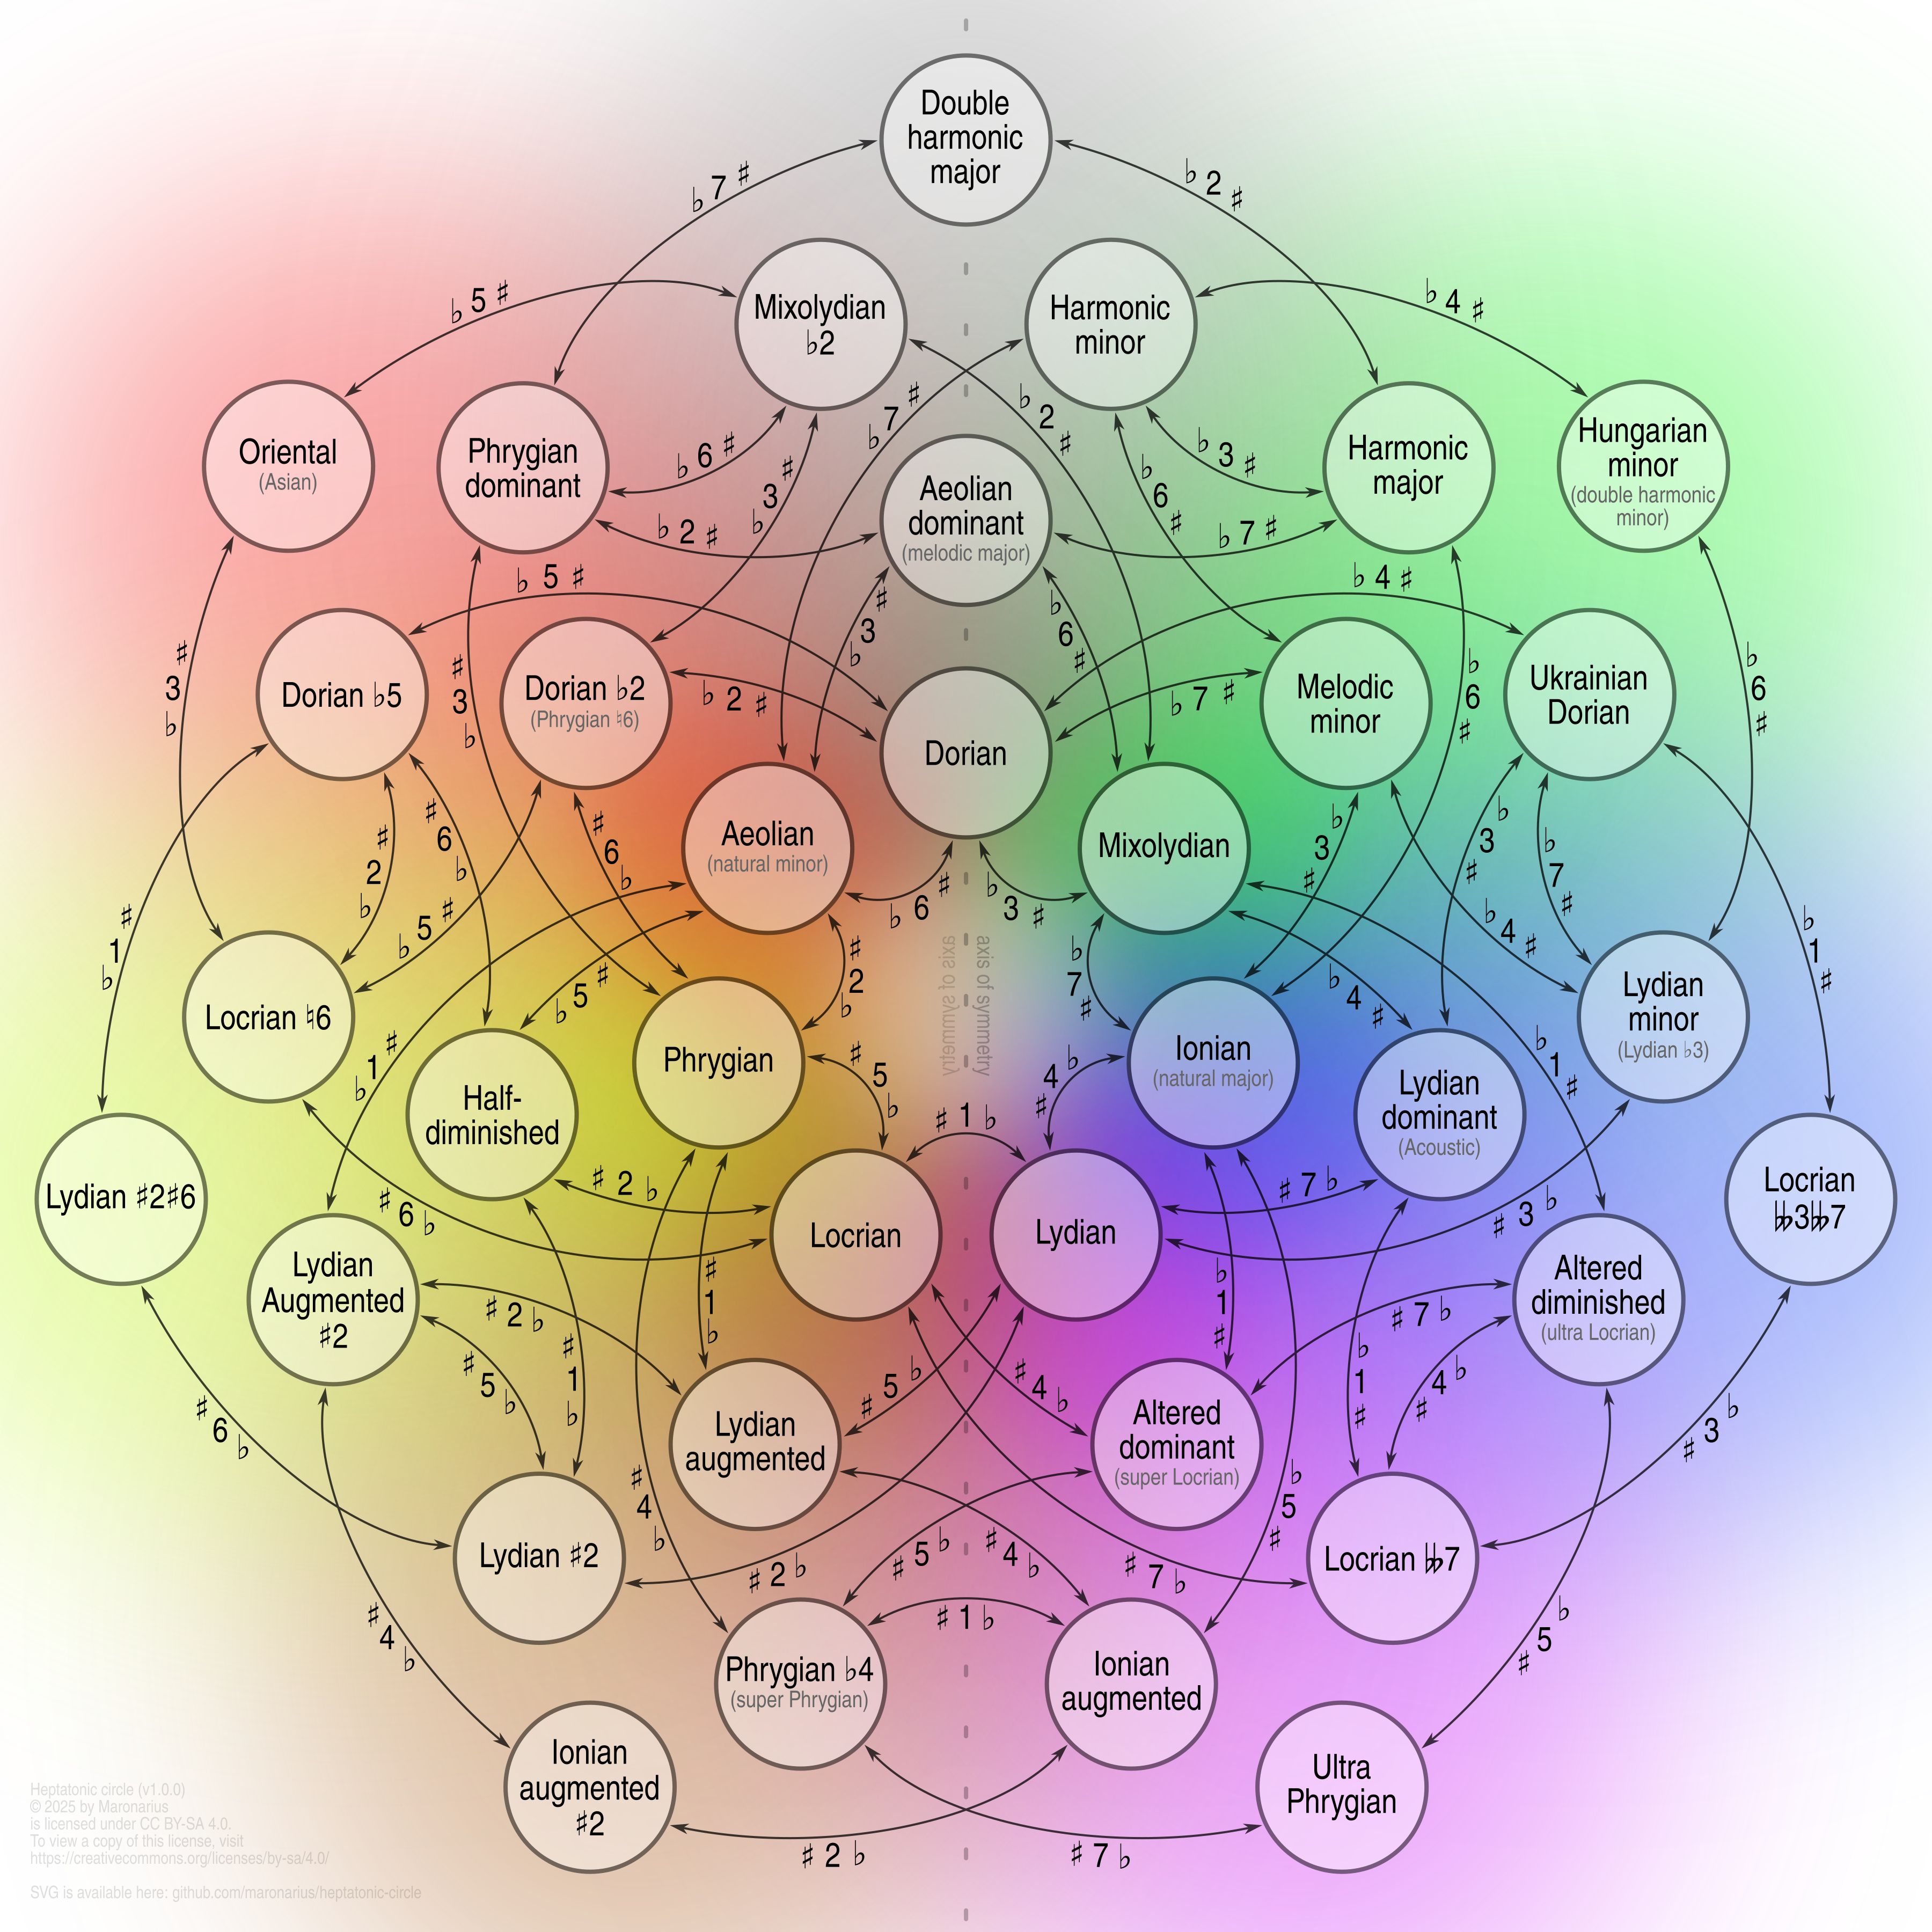 Double
harmonic
major
♭ 7 ♯
♭ 2 ♯
Mixolydian
♭2
Harmonic
minor
♭ 5 ♯
♭ 4 ♯
Oriental
(Asian)
Phrygian
dominant
♭ 7 ♯
♭ 2 ♯
Harmonic
major
Hungarian
minor
(double harmonic
minor)
♭ 6 ♯
♭ 3 ♯
♭ 6 ♯
♭ 3 ♯
Aeolian
dominant
(melodic major)
♭ 2 ♯
♭ 7 ♯
♭ 5 ♯
♭ 4 ♯
♯ 3 ♭
♭ 6 ♯
♯ 3 ♭
♯ 3 ♭
♭ 6 ♯
♭ 6 ♯
Dorian ♭5
Dorian ♭2
(Phrygian ♮6)
♭ 2 ♯
Dorian
♭ 7 ♯
Melodic
minor
Ukrainian
Dorian
Aeolian
(natural minor)
Mixolydian
♯ 2 ♭
♯ 6 ♭
♯ 6 ♭
♭ 3 ♯
♭ 3 ♯
♭ 7 ♯
♯ 1 ♭
♭ 5 ♯
♭ 6 ♯
♭ 3 ♯
♭ 4 ♯
♭ 1 ♯
axis of symmetry
axis of symmetry
Locrian ♮6
♭ 5 ♯
♯ 2 ♭
♭ 7 ♯
♭ 4 ♯
Lydian
minor
(Lydian ♭3)
♭ 1 ♯
Phrygian
♯ 5 ♭
♭ 4 ♯
Ionian
(natural major)
♭ 1 ♯
Half-
diminished
♯ 1 ♭
Lydian
dominant
(Acoustic)
Lydian ♯2♯6
♯ 6 ♭
♯ 2 ♭
Locrian
Lydian
♯ 7 ♭
♯ 3 ♭
Locrian
𝄫3𝄫7
Lydian
Augmented
♯2
♯ 2 ♭
♯ 1 ♭
♭ 1 ♯
♯ 7 ♭
Altered
diminished
(ultra Locrian)
♯ 6 ♭
♯ 5 ♭
♯ 1 ♭
♯ 5 ♭
♯ 4 ♭
♭ 1 ♯
♯ 4 ♭
♯ 3 ♭
Lydian
augmented
Altered
dominant
(super Locrian)
♯ 4 ♭
♭ 5 ♯
Lydian ♯2
♯ 2 ♭
♯ 5 ♭
♯ 4 ♭
♯ 7 ♭
Locrian 𝄫7
♯ 4 ♭
♯ 1 ♭
♯ 5 ♭
Phrygian ♭4
(super Phrygian)
Ionian
augmented
Ionian
augmented
♯2
Ultra
Phrygian
♯ 2 ♭
♯ 7 ♭
Heptatonic circle (v1.0.0)
© 2025 by Maronarius
is licensed under CC BY-SA 4.0.
To view a copy of this license, visit
https://creativecommons.org/licenses/by-sa/4.0/
SVG is available here: github.com/maronarius/heptatonic-circle